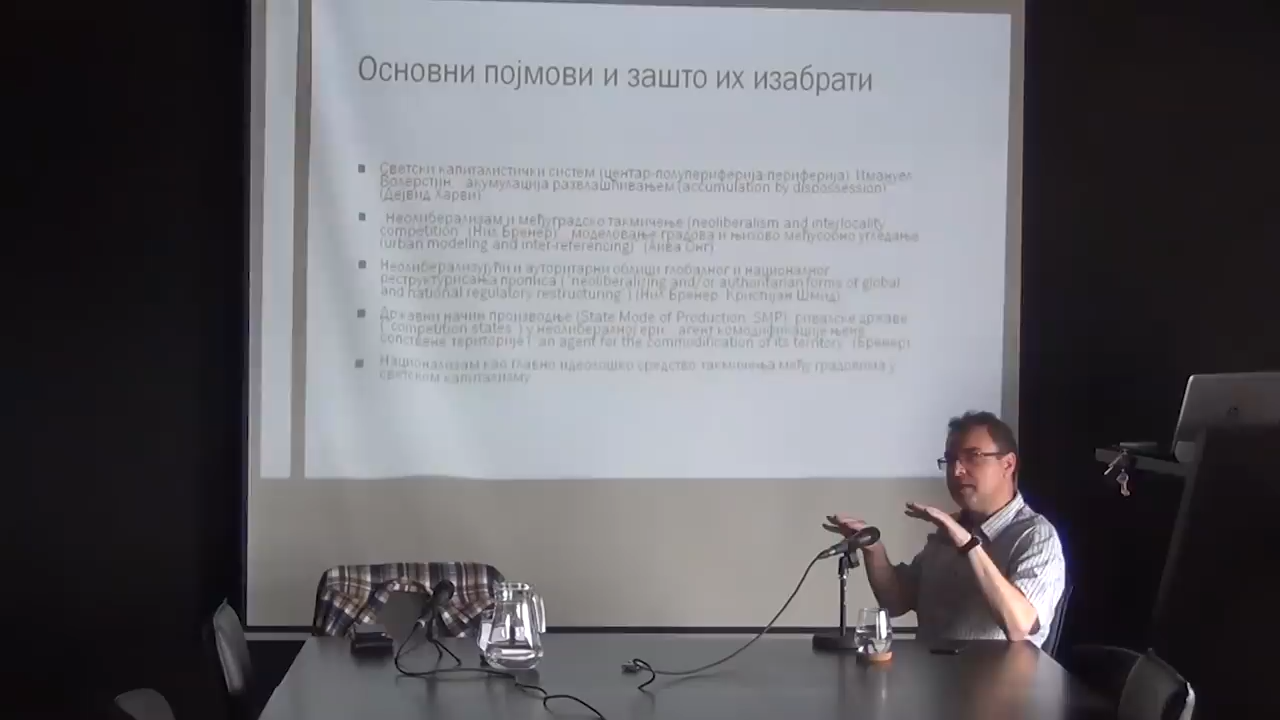 Основни појмови и зашто их изабрати
Светски капиталистички систем (центар-полупериферија-периферија) Имануел
Волерстин акумулација развлашћивањем (accumulation by dispossession)
(Дејвид Харви)
Неолиберализам и међуградско такмичење (neoliberalism and interlocality
competition (Нил Бренер) моделовање градова и њихово међусобно угледање
(urban modeling and inter-referencing) (Аива Онг)
Неолиберализујући и ауторитарни облици глобалног и националног
реструктурисања прописа ( neoliberalizing and/or authoritarian forms of global
and national regulatory restructuring ) (Нил Бренер, Кристијан Шмид)
Државни начин производње (State Mode of Production, SMP) ривалске државе
( competition states ) у неолибералној ери агент комодификације њене
сопствене територије ( an agent for the commodification of its territory (Бренер)
Национализам као главно идеолошко средство такмичења међу градовима у
светском капитализму